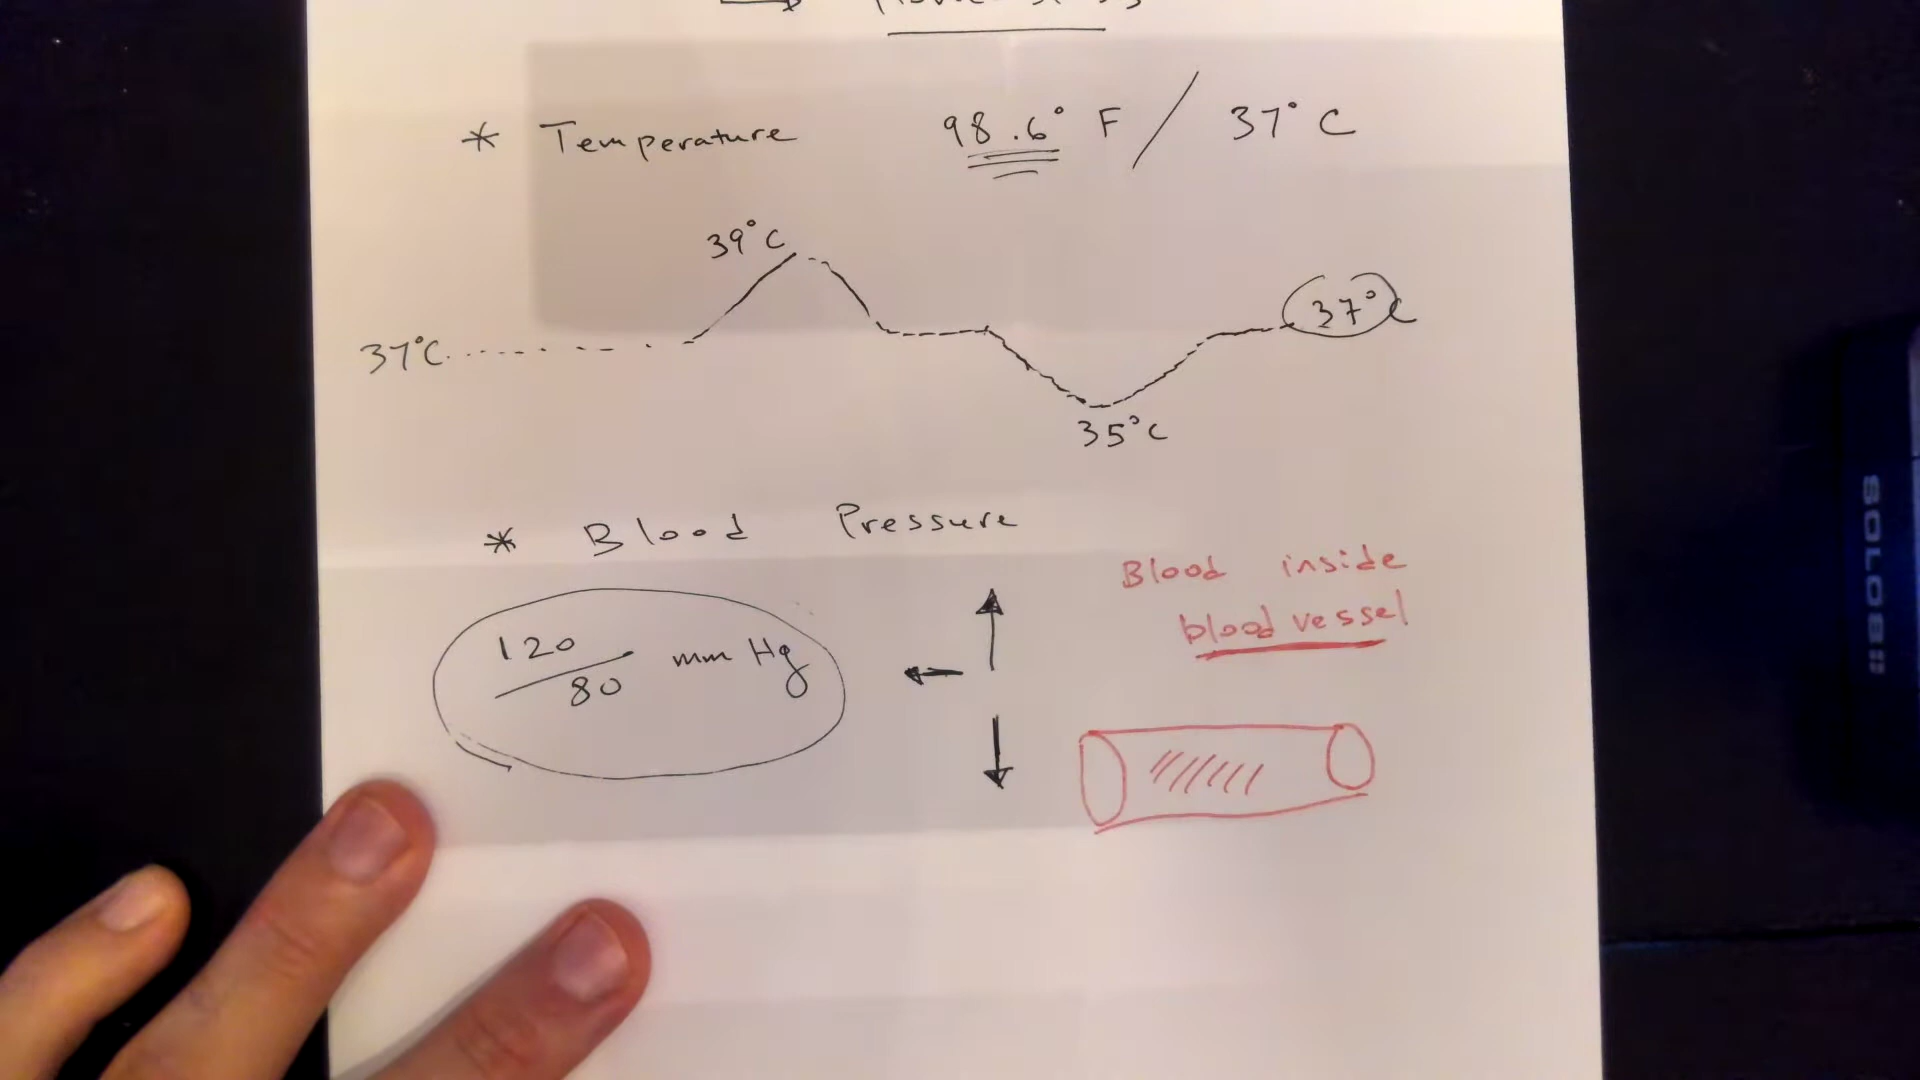 * Temperature 98.6° F / 37° C
39°C
37°C
37°C
35°C
* Blood Pressure
Blood inside
blood vessel
120/80 mm Hg